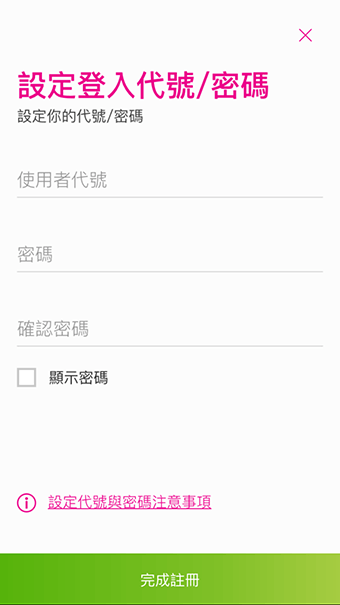 設定登入代號/密碼
設定你的代號/密碼
使用者代號
密碼
確認密碼
顯示密碼
設定代號與密碼注意事項
完成註冊